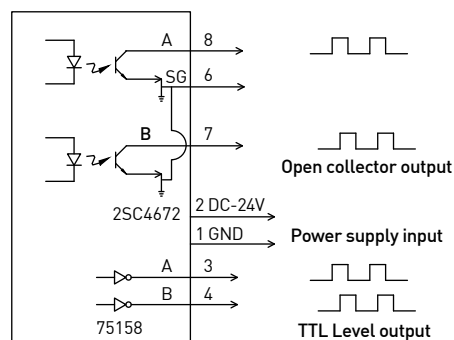 A 8
SG 6
B 7
Open collector output
2SC4672
2 DC-24V
1 GND
Power supply input
A 3
B 4
75158
TTL Level output